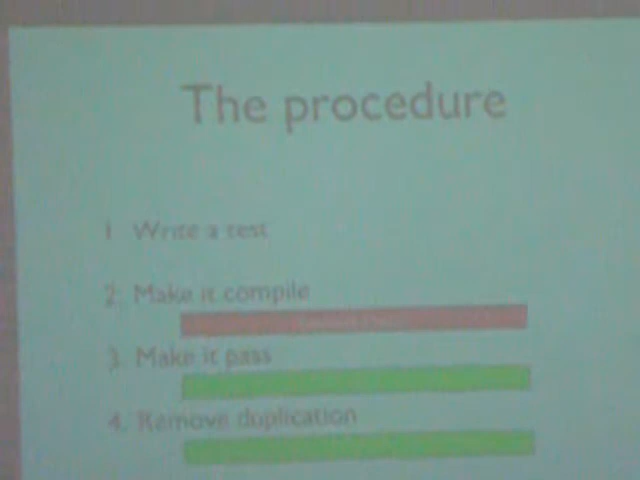 The procedure
1 Write a test
2. Make it compile
3. Make it pass
4. Remove duplication